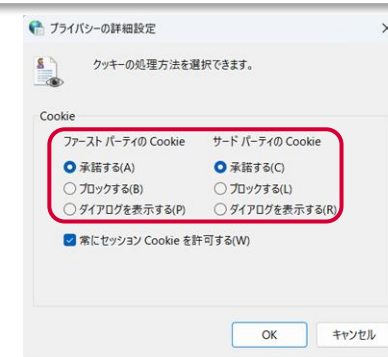 プライバシーの詳細設定
クッキーの処理方法を選択できます。
Cookie
ファースト パーティの Cookie サード パーティの Cookie
承諾する(A) 承諾する(C)
ブロックする(B) ブロックする(L)
ダイアログを表示する(P) ダイアログを表示する(R)
常にセッション Cookie を許可する(W)
OK キャンセル